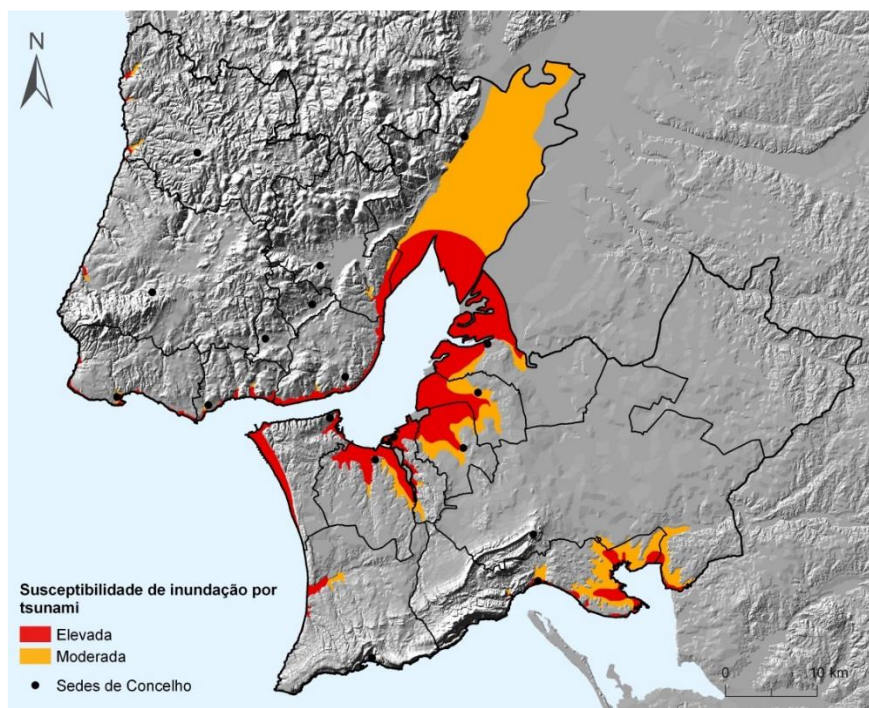 N
Susceptibilidade de inundação por
tsunami
Elevada
Moderada
Sedes de Concelho
0 10 km